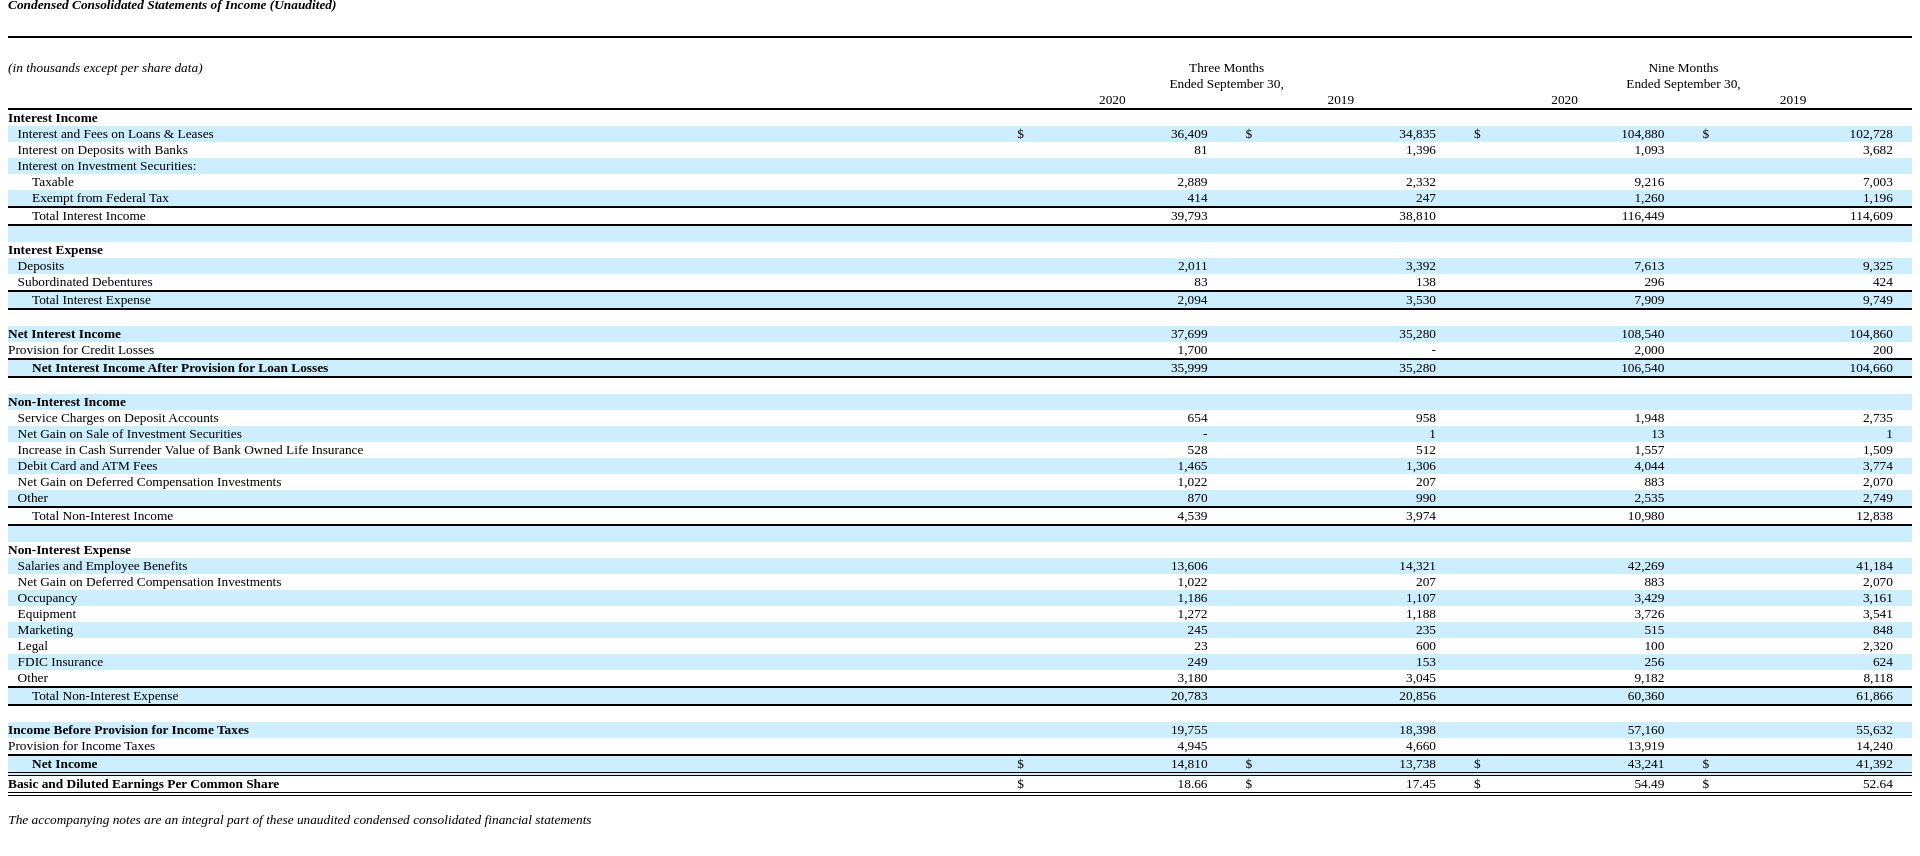 Condensed Consolidated Statements of Income (Unaudited)
(in thousands except per share data) Three Months Nine Months
Ended September 30, Ended September 30,
2020 2019 2020 2019
Interest Income
Interest and Fees on Loans & Leases $ 36,409 $ 34,835 $ 104,880 $ 102,728
Interest on Deposits with Banks 81 1,396 1,093 3,682
Interest on Investment Securities:
Taxable 2,889 2,332 9,216 7,003
Exempt from Federal Tax 414 247 1,260 1,196
Total Interest Income 39,793 38,810 116,449 114,609
Interest Expense
Deposits 2,011 3,392 7,613 9,325
Subordinated Debentures 83 138 296 424
Total Interest Expense 2,094 3,530 7,909 9,749
Net Interest Income 37,699 35,280 108,540 104,860
Provision for Credit Losses 1,700 - 2,000 200
Net Interest Income After Provision for Loan Losses 35,999 35,280 106,540 104,660
Non-Interest Income
Service Charges on Deposit Accounts 654 958 1,948 2,735
Net Gain on Sale of Investment Securities - 1 13 1
Increase in Cash Surrender Value of Bank Owned Life Insurance 528 512 1,557 1,509
Debit Card and ATM Fees 1,465 1,306 4,044 3,774
Net Gain on Deferred Compensation Investments 1,022 207 883 2,070
Other 870 990 2,535 2,749
Total Non-Interest Income 4,539 3,974 10,980 12,838
Non-Interest Expense
Salaries and Employee Benefits 13,606 14,321 42,269 41,184
Net Gain on Deferred Compensation Investments 1,022 207 883 2,070
Occupancy 1,186 1,107 3,429 3,161
Equipment 1,272 1,188 3,726 3,541
Marketing 245 235 515 848
Legal 23 600 100 2,320
FDIC Insurance 249 153 256 624
Other 3,180 3,045 9,182 8,118
Total Non-Interest Expense 20,783 20,856 60,360 61,866
Income Before Provision for Income Taxes 19,755 18,398 57,160 55,632
Provision for Income Taxes 4,945 4,660 13,919 14,240
Net Income $ 14,810 $ 13,738 $ 43,241 $ 41,392
Basic and Diluted Earnings Per Common Share $ 18.66 $ 17.45 $ 54.49 $ 52.64
The accompanying notes are an integral part of these unaudited condensed consolidated financial statements